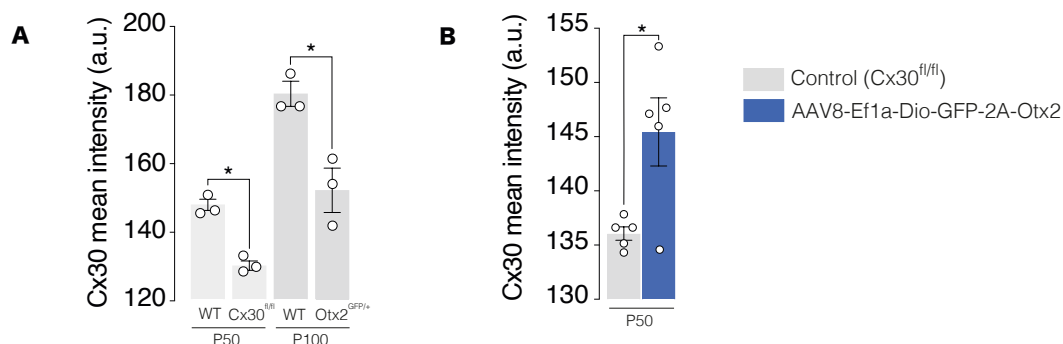 A
Cx30 mean intensity (a.u.)
200
180
160
140
120
*
*
WT Cx30fl/fl WT Otx2GFP/+
P50 P100
B
Cx30 mean intensity (a.u.)
155
150
145
140
135
130
*
P50
Control (Cx30fl/fl)
AAV8-Ef1a-Dio-GFP-2A-Otx2